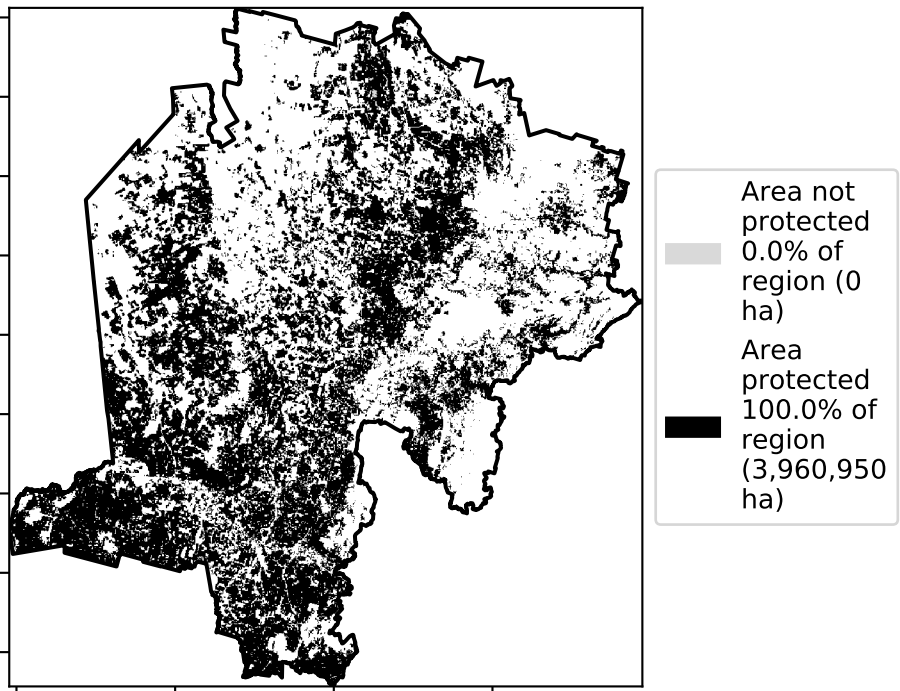 Area not
protected
0.0% of
region (0
ha)
Area
protected
100.0% of
region
(3,960,950
ha)